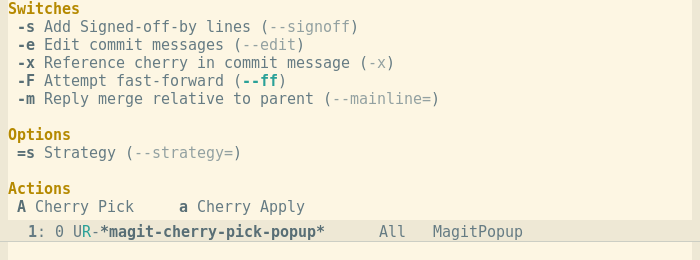 Switches
-s Add Signed-off-by lines (--signoff)
-e Edit commit messages (--edit)
-x Reference cherry in commit message (-x)
-F Attempt fast-forward (--ff)
-m Reply merge relative to parent (--mainline=)
Options
=s Strategy (--strategy=)
Actions
A Cherry Pick     a Cherry Apply
1: 0 UR-*magit-cherry-pick-popup*      All   MagitPopup